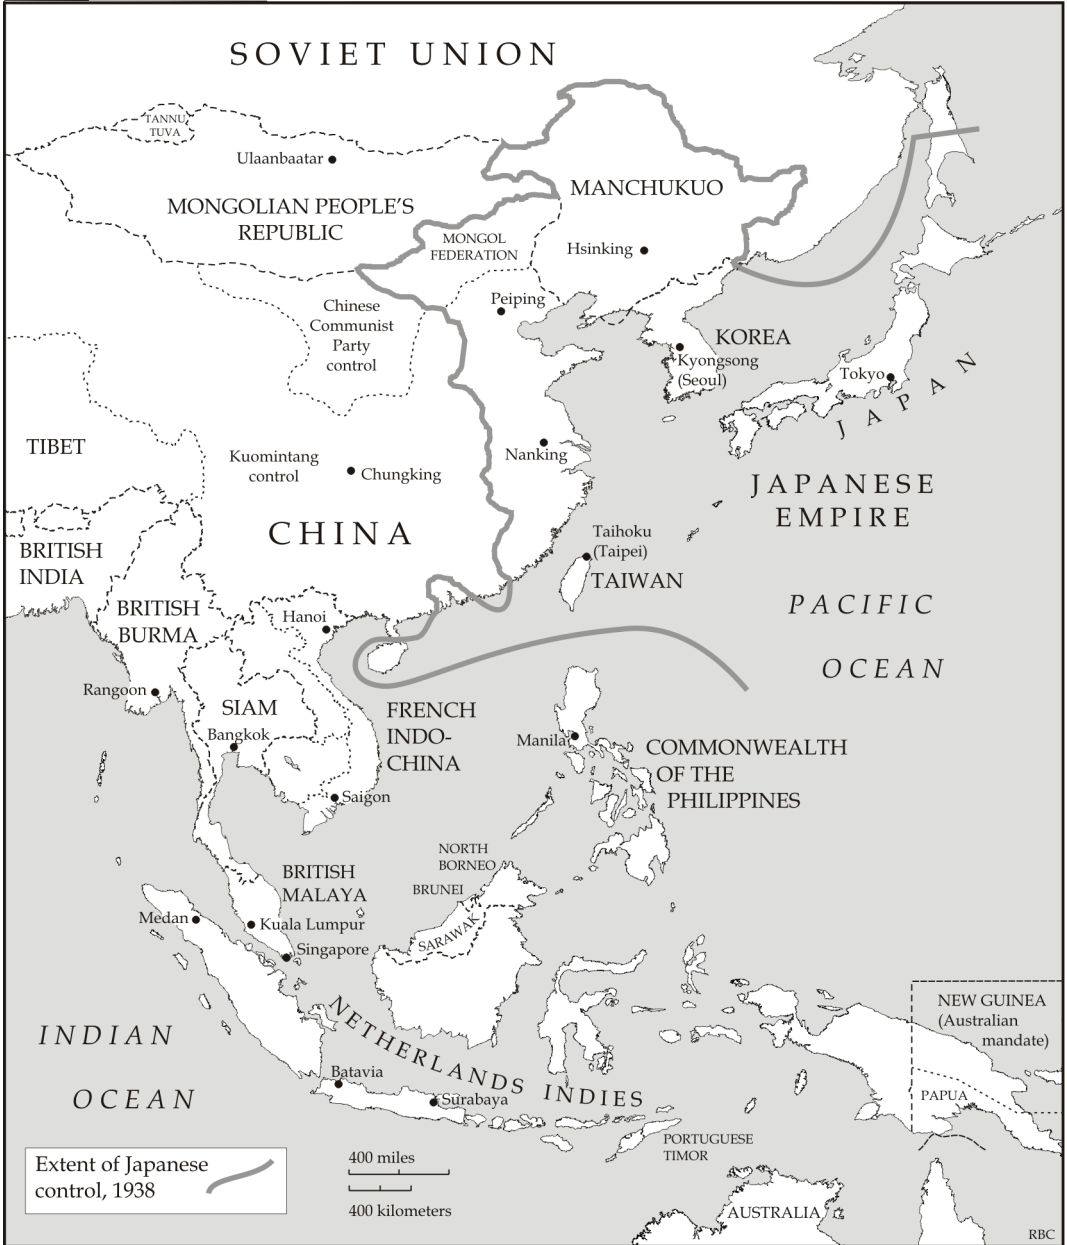 SOVIET UNION
TANNU
TUVA
Ulaanbaatar
MONGOLIAN PEOPLE'S
REPUBLIC
MANCHUKUO
MONGOL
FEDERATION
Hsinking
Chinese
Communist
Party
control
Peiping
KOREA
Kyongsong
(Seoul)
Tokyo
JAPAN
TIBET
Kuomintang
control
Chungking
Nanking
JAPANESE
EMPIRE
CHINA
Taihoku
(Taipei)
TAIWAN
BRITISH
INDIA
BRITISH
BURMA
Hanoi
PACIFIC
OCEAN
Rangoon
SIAM
Bangkok
FRENCH
INDO-
CHINA
Saigon
Manila
COMMONWEALTH
OF THE
PHILIPPINES
NORTH
BORNEO
BRUNEI
SARAWAK
BRITISH
MALAYA
Medan
Kuala Lumpur
Singapore
NETHERLANDS INDIES
INDIAN
OCEAN
Batavia
Surabaya
NEW GUINEA
(Australian
mandate)
PAPUA
PORTUGUESE
TIMOR
AUSTRALIA
Extent of Japanese
control, 1938
400 miles
400 kilometers
RBC